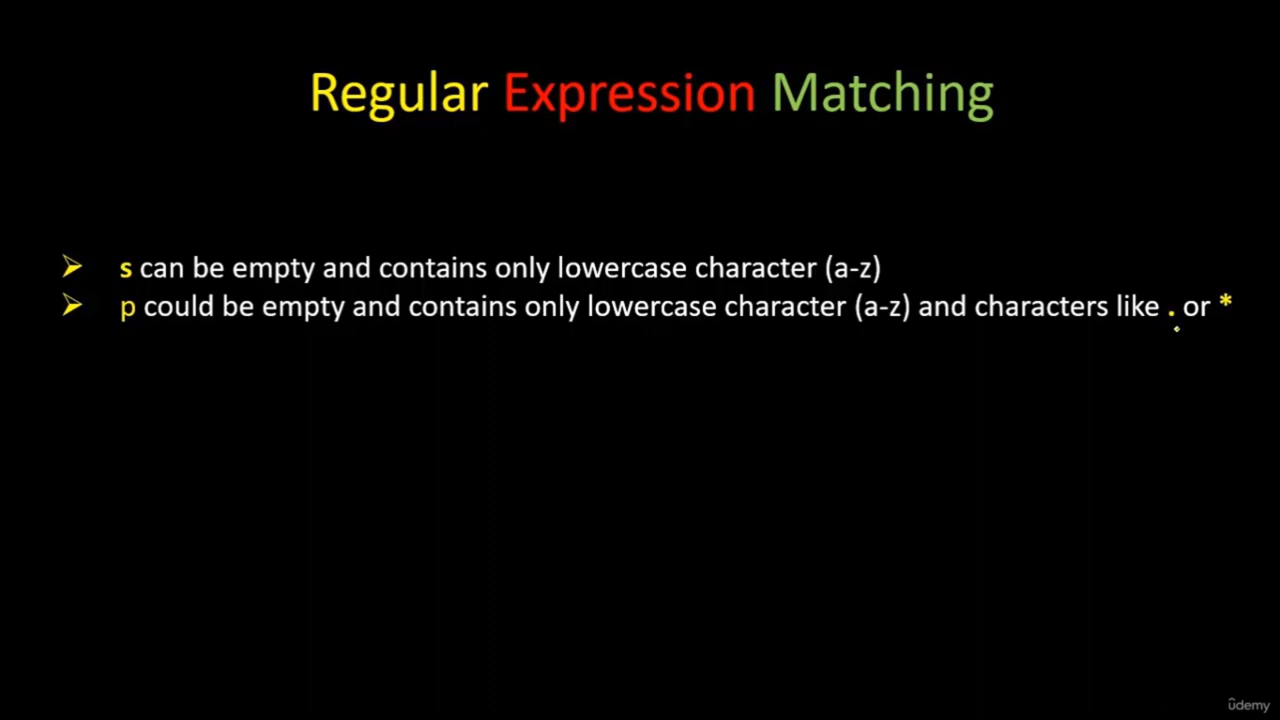 Regular Expression Matching
➢ s can be empty and contains only lowercase character (a-z)
➢ p could be empty and contains only lowercase character (a-z) and characters like . or *
ûdemy